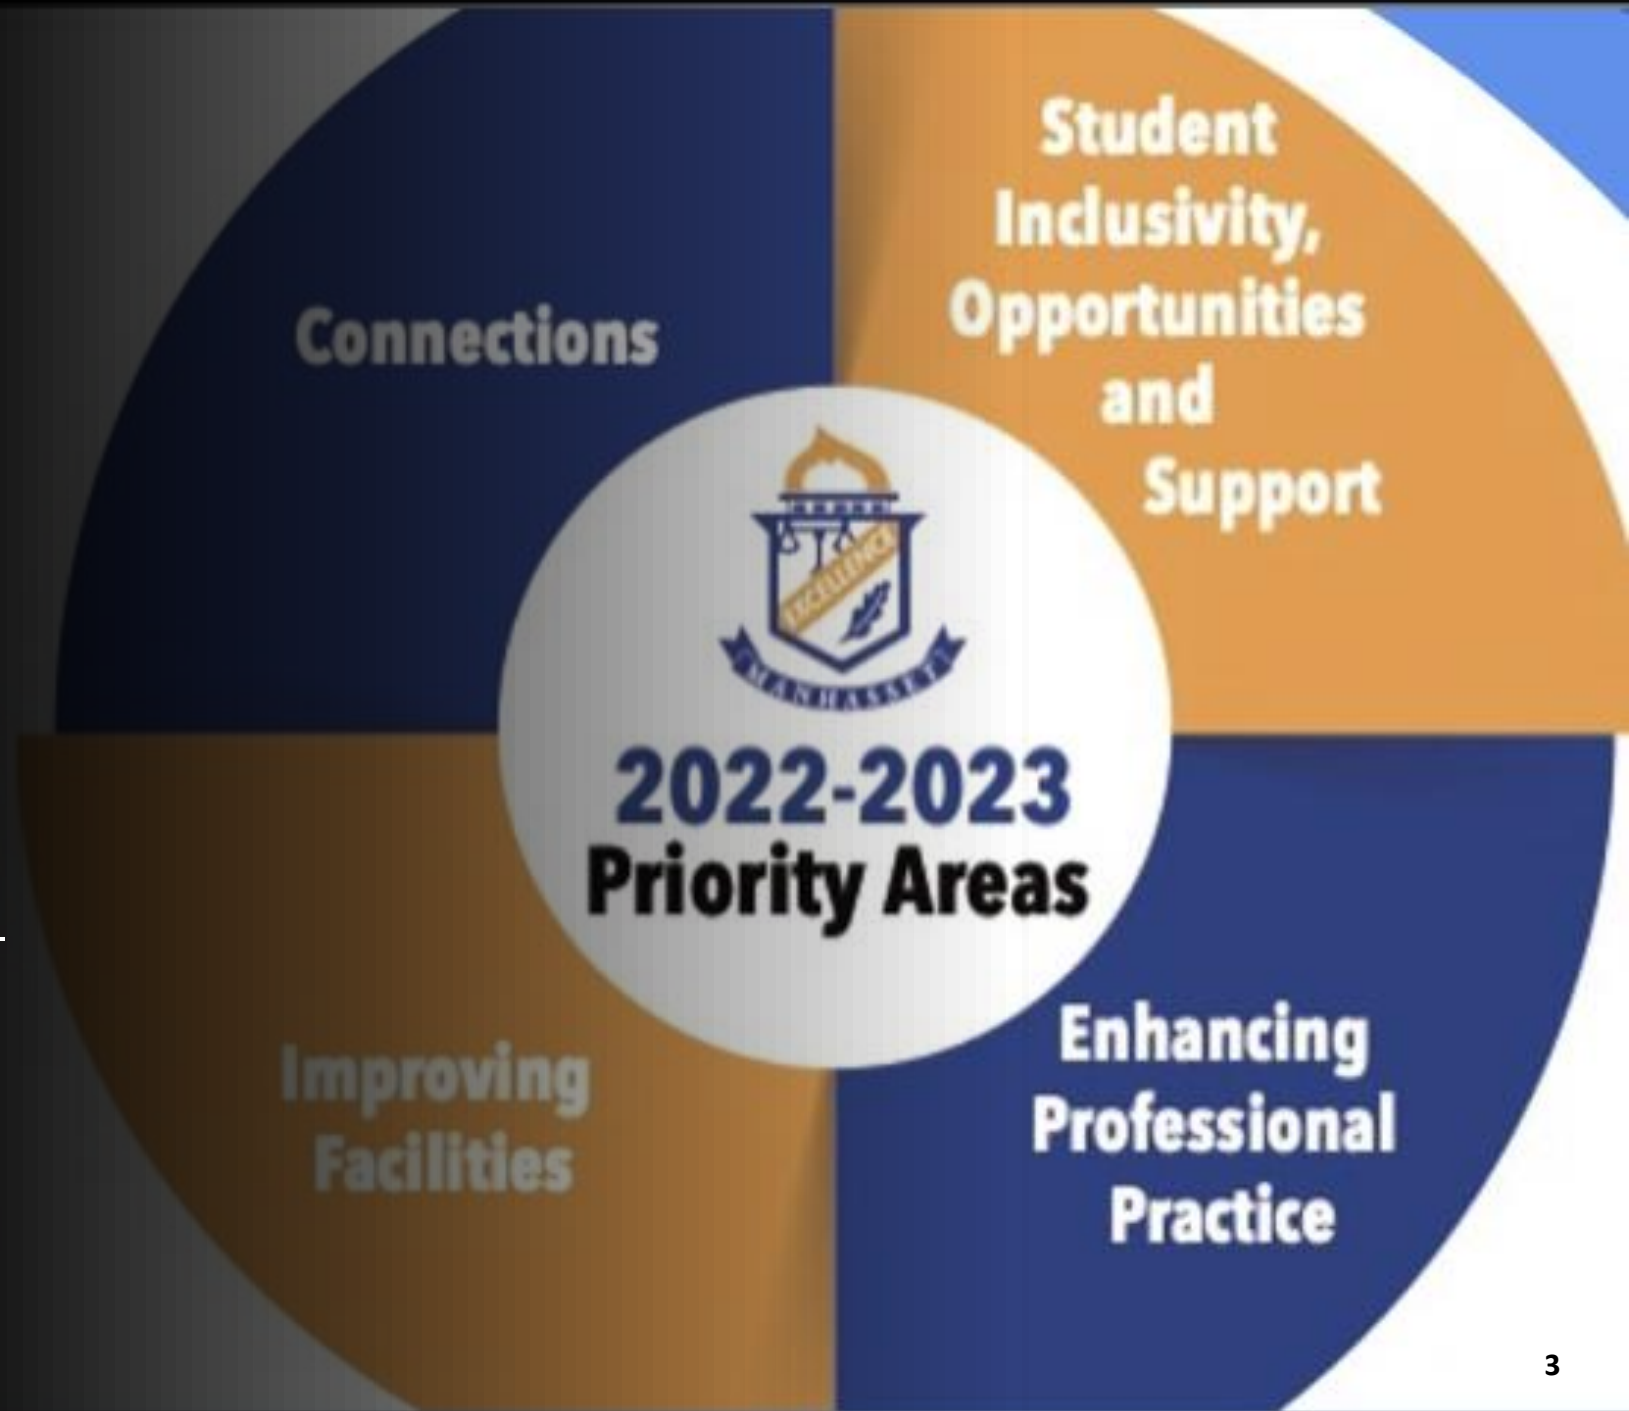 Connections
Student
Inclusivity,
Opportunities
and
Support
EXCELLENCE
MANHASSET
2022-2023
Priority Areas
Improving
Facilities
Enhancing
Professional
Practice
3